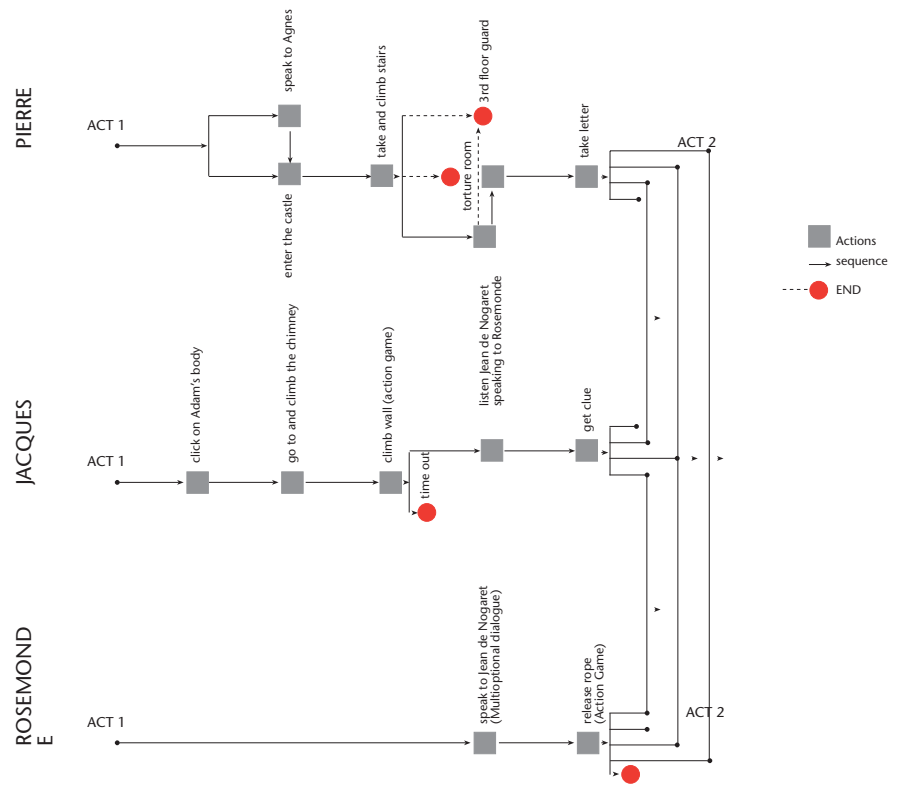 PIERRE
ACT 1
speak to Agnes
enter the castle
take and climb stairs
torture room
3rd floor guard
take letter
ACT 2
Actions
sequence
END
JACQUES
ACT 1
click on Adam's body
go to and climb the chimney
climb wall (action game)
time out
listen Jean de Nogaret
speaking to Rosemonde
get clue
ROSEMOND
E
ACT 1
speak to Jean de Nogaret
(Multioptional dialogue)
release rope
(Action Game)
ACT 2